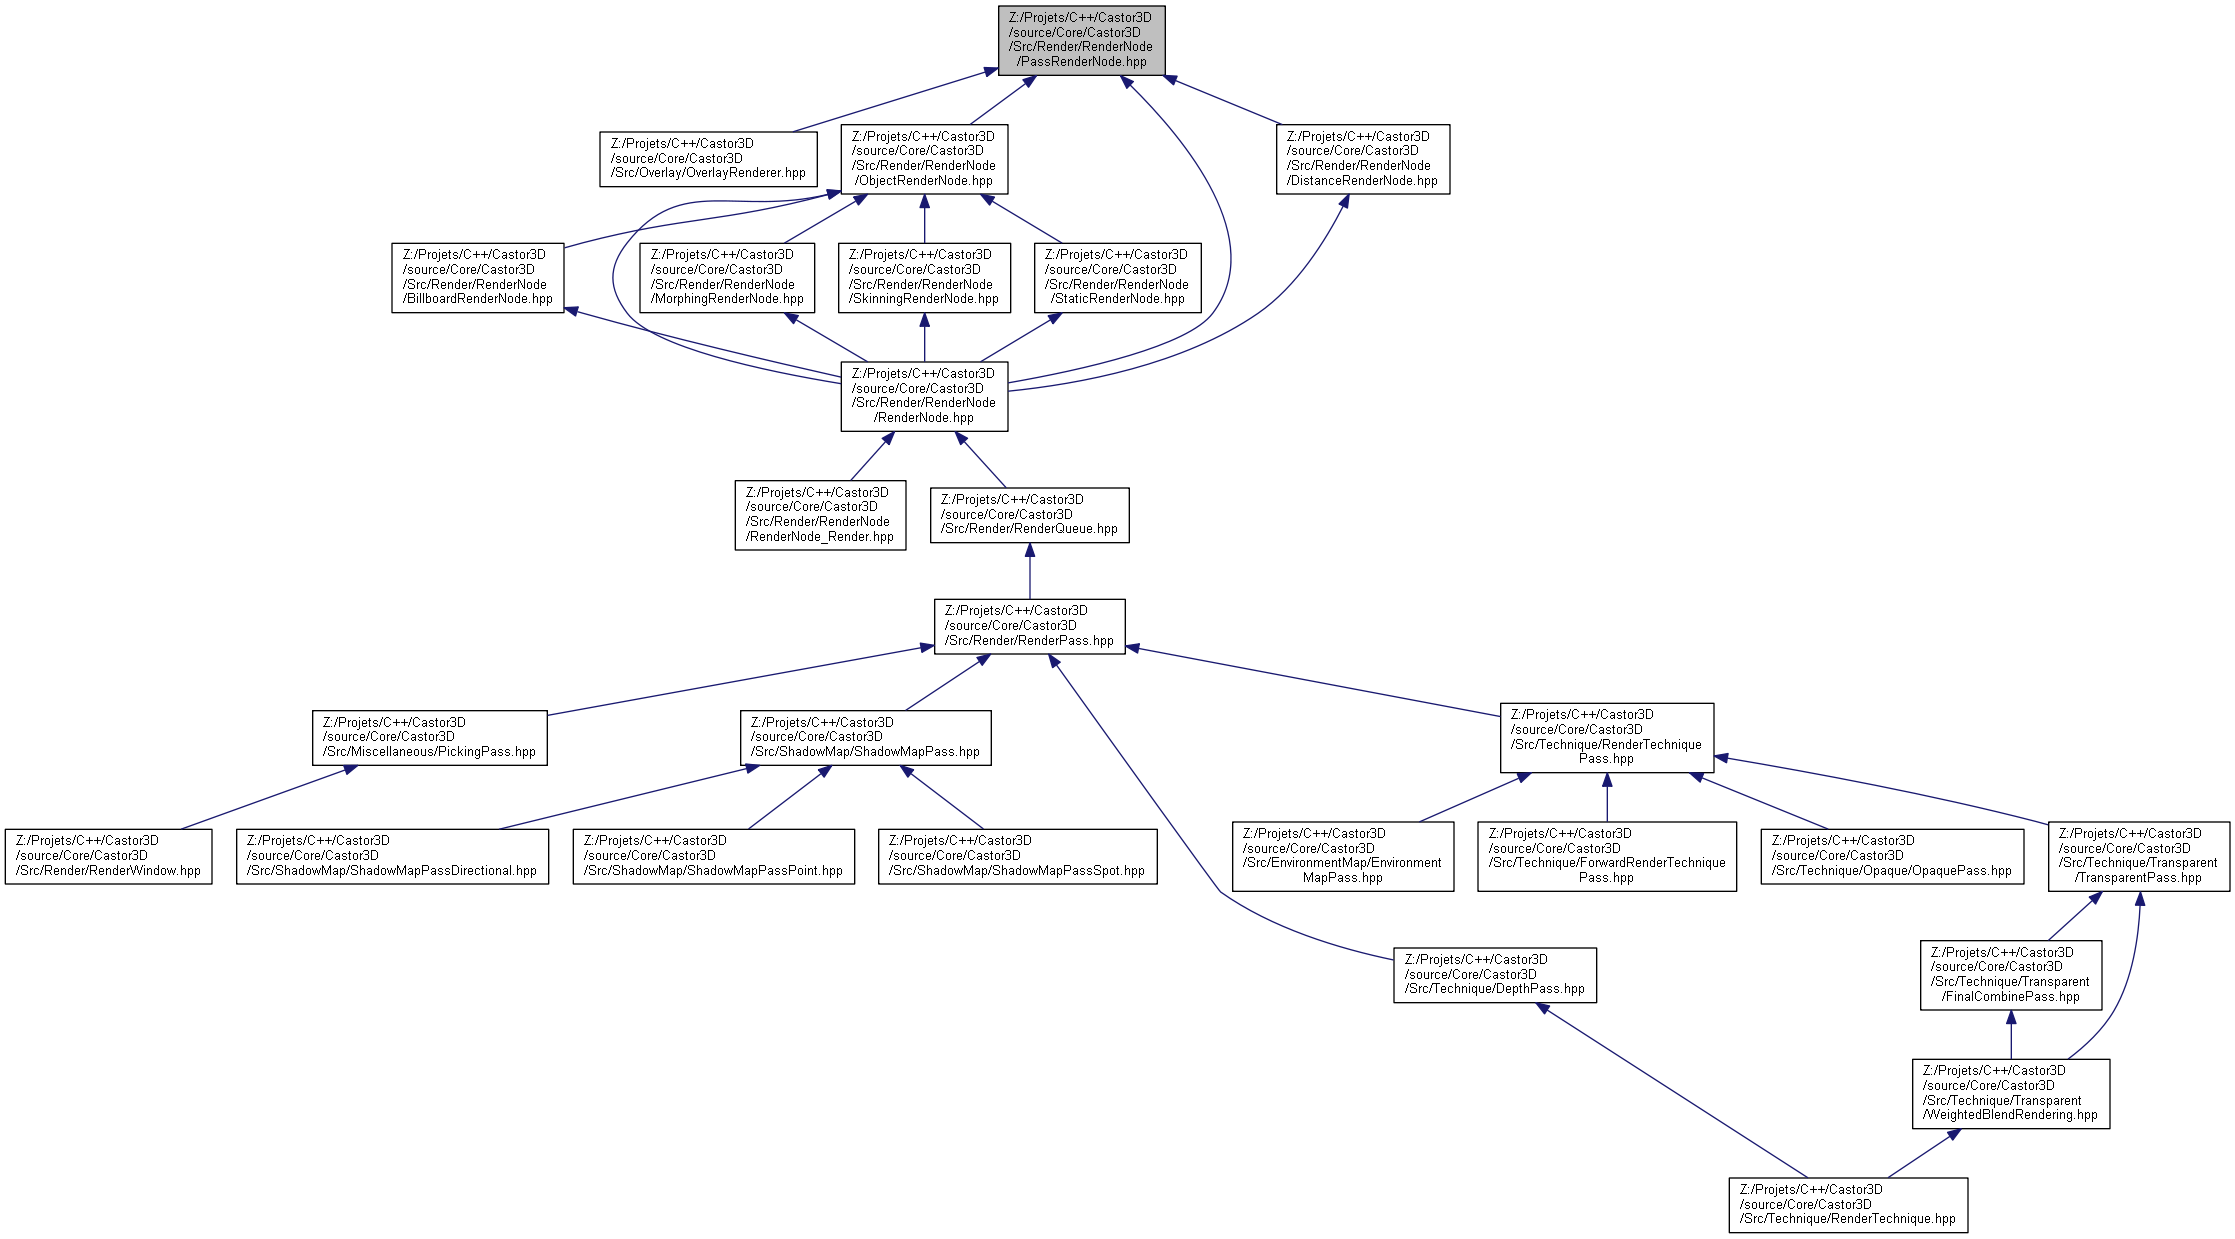 Z:/Projets/C++/Castor3D
/source/Core/Castor3D
/Src/Render/RenderNode
/PassRenderNode.hpp
Z:/Projets/C++/Castor3D
/source/Core/Castor3D
/Src/Overlay/OverlayRenderer.hpp
Z:/Projets/C++/Castor3D
/source/Core/Castor3D
/Src/Render/RenderNode
/ObjectRenderNode.hpp
Z:/Projets/C++/Castor3D
/source/Core/Castor3D
/Src/Render/RenderNode
/DistanceRenderNode.hpp
Z:/Projets/C++/Castor3D
/source/Core/Castor3D
/Src/Render/RenderNode
/BillboardRenderNode.hpp
Z:/Projets/C++/Castor3D
/source/Core/Castor3D
/Src/Render/RenderNode
/MorphingRenderNode.hpp
Z:/Projets/C++/Castor3D
/source/Core/Castor3D
/Src/Render/RenderNode
/SkinningRenderNode.hpp
Z:/Projets/C++/Castor3D
/source/Core/Castor3D
/Src/Render/RenderNode
/StaticRenderNode.hpp
Z:/Projets/C++/Castor3D
/source/Core/Castor3D
/Src/Render/RenderNode
/RenderNode.hpp
Z:/Projets/C++/Castor3D
/source/Core/Castor3D
/Src/Render/RenderNode
/RenderNode_Render.hpp
Z:/Projets/C++/Castor3D
/source/Core/Castor3D
/Src/Render/RenderQueue.hpp
Z:/Projets/C++/Castor3D
/source/Core/Castor3D
/Src/Render/RenderPass.hpp
Z:/Projets/C++/Castor3D
/source/Core/Castor3D
/Src/Miscellaneous/PickingPass.hpp
Z:/Projets/C++/Castor3D
/source/Core/Castor3D
/Src/ShadowMap/ShadowMapPass.hpp
Z:/Projets/C++/Castor3D
/source/Core/Castor3D
/Src/Technique/RenderTechnique
Pass.hpp
Z:/Projets/C++/Castor3D
/source/Core/Castor3D
/Src/Render/RenderWindow.hpp
Z:/Projets/C++/Castor3D
/source/Core/Castor3D
/Src/ShadowMap/ShadowMapPassDirectional.hpp
Z:/Projets/C++/Castor3D
/source/Core/Castor3D
/Src/ShadowMap/ShadowMapPassPoint.hpp
Z:/Projets/C++/Castor3D
/source/Core/Castor3D
/Src/ShadowMap/ShadowMapPassSpot.hpp
Z:/Projets/C++/Castor3D
/source/Core/Castor3D
/Src/EnvironmentMap/Environment
MapPass.hpp
Z:/Projets/C++/Castor3D
/source/Core/Castor3D
/Src/Technique/ForwardRenderTechnique
Pass.hpp
Z:/Projets/C++/Castor3D
/source/Core/Castor3D
/Src/Technique/Opaque/OpaquePass.hpp
Z:/Projets/C++/Castor3D
/source/Core/Castor3D
/Src/Technique/Transparent
/TransparentPass.hpp
Z:/Projets/C++/Castor3D
/source/Core/Castor3D
/Src/Technique/DepthPass.hpp
Z:/Projets/C++/Castor3D
/source/Core/Castor3D
/Src/Technique/Transparent
/FinalCombinePass.hpp
Z:/Projets/C++/Castor3D
/source/Core/Castor3D
/Src/Technique/Transparent
/WeightedBlendRendering.hpp
Z:/Projets/C++/Castor3D
/source/Core/Castor3D
/Src/Technique/RenderTechnique.hpp